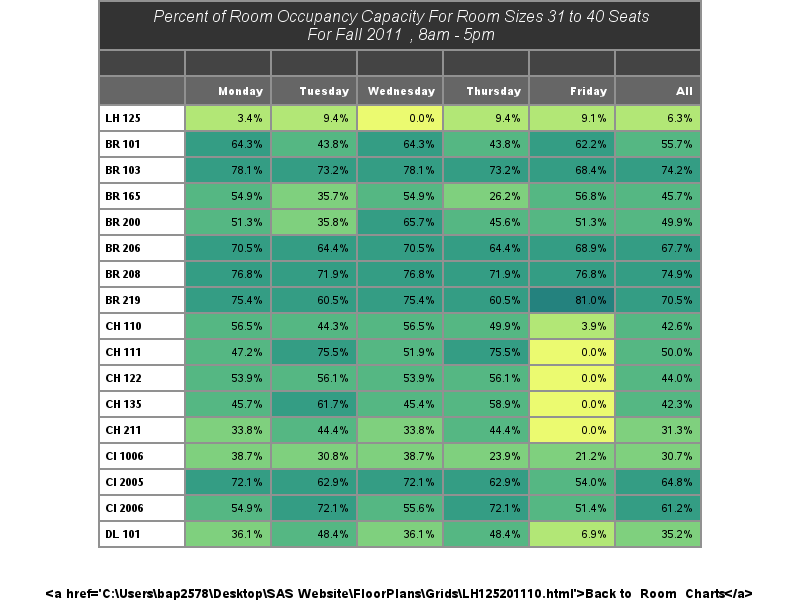 Percent of Room Occupancy Capacity For Room Sizes 31 to 40 Seats
For Fall 2011 , 8am - 5pm
Monday Tuesday Wednesday Thursday Friday All
LH 125 3.4% 9.4% 0.0% 9.4% 9.1% 6.3%
BR 101 64.3% 43.8% 64.3% 43.8% 62.2% 55.7%
BR 103 78.1% 73.2% 78.1% 73.2% 68.4% 74.2%
BR 165 54.9% 35.7% 54.9% 26.2% 56.8% 45.7%
BR 200 51.3% 35.8% 65.7% 45.6% 51.3% 49.9%
BR 206 70.5% 64.4% 70.5% 64.4% 68.9% 67.7%
BR 208 76.8% 71.9% 76.8% 71.9% 76.8% 74.9%
BR 219 75.4% 60.5% 75.4% 60.5% 81.0% 70.5%
CH 110 56.5% 44.3% 56.5% 49.9% 3.9% 42.6%
CH 111 47.2% 75.5% 51.9% 75.5% 0.0% 50.0%
CH 122 53.9% 56.1% 53.9% 56.1% 0.0% 44.0%
CH 135 45.7% 61.7% 45.4% 58.9% 0.0% 42.3%
CH 211 33.8% 44.4% 33.8% 44.4% 0.0% 31.3%
CI 1006 38.7% 30.8% 38.7% 23.9% 21.2% 30.7%
CI 2005 72.1% 62.9% 72.1% 62.9% 54.0% 64.8%
CI 2006 54.9% 72.1% 55.6% 72.1% 51.4% 61.2%
DL 101 36.1% 48.4% 36.1% 48.4% 6.9% 35.2%
<a href='C:\Users\bap2578\Desktop\SAS Website\FloorPlans\Grids\LH125201110.html'>Back to Room Charts</a>